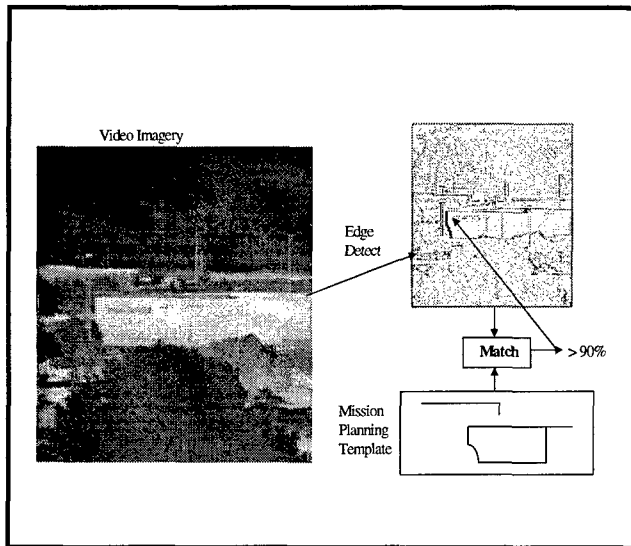 Video Imagery
Edge
Detect
Match
> 90%
Mission
Planning
Template